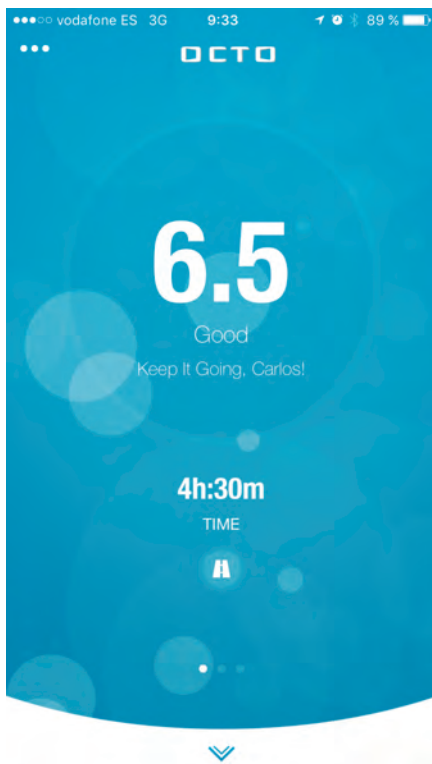 vodafone ES 3G 9:33 89 %
OCTO
6.5
Good
Keep It Going, Carlos!
4h:30m
TIME